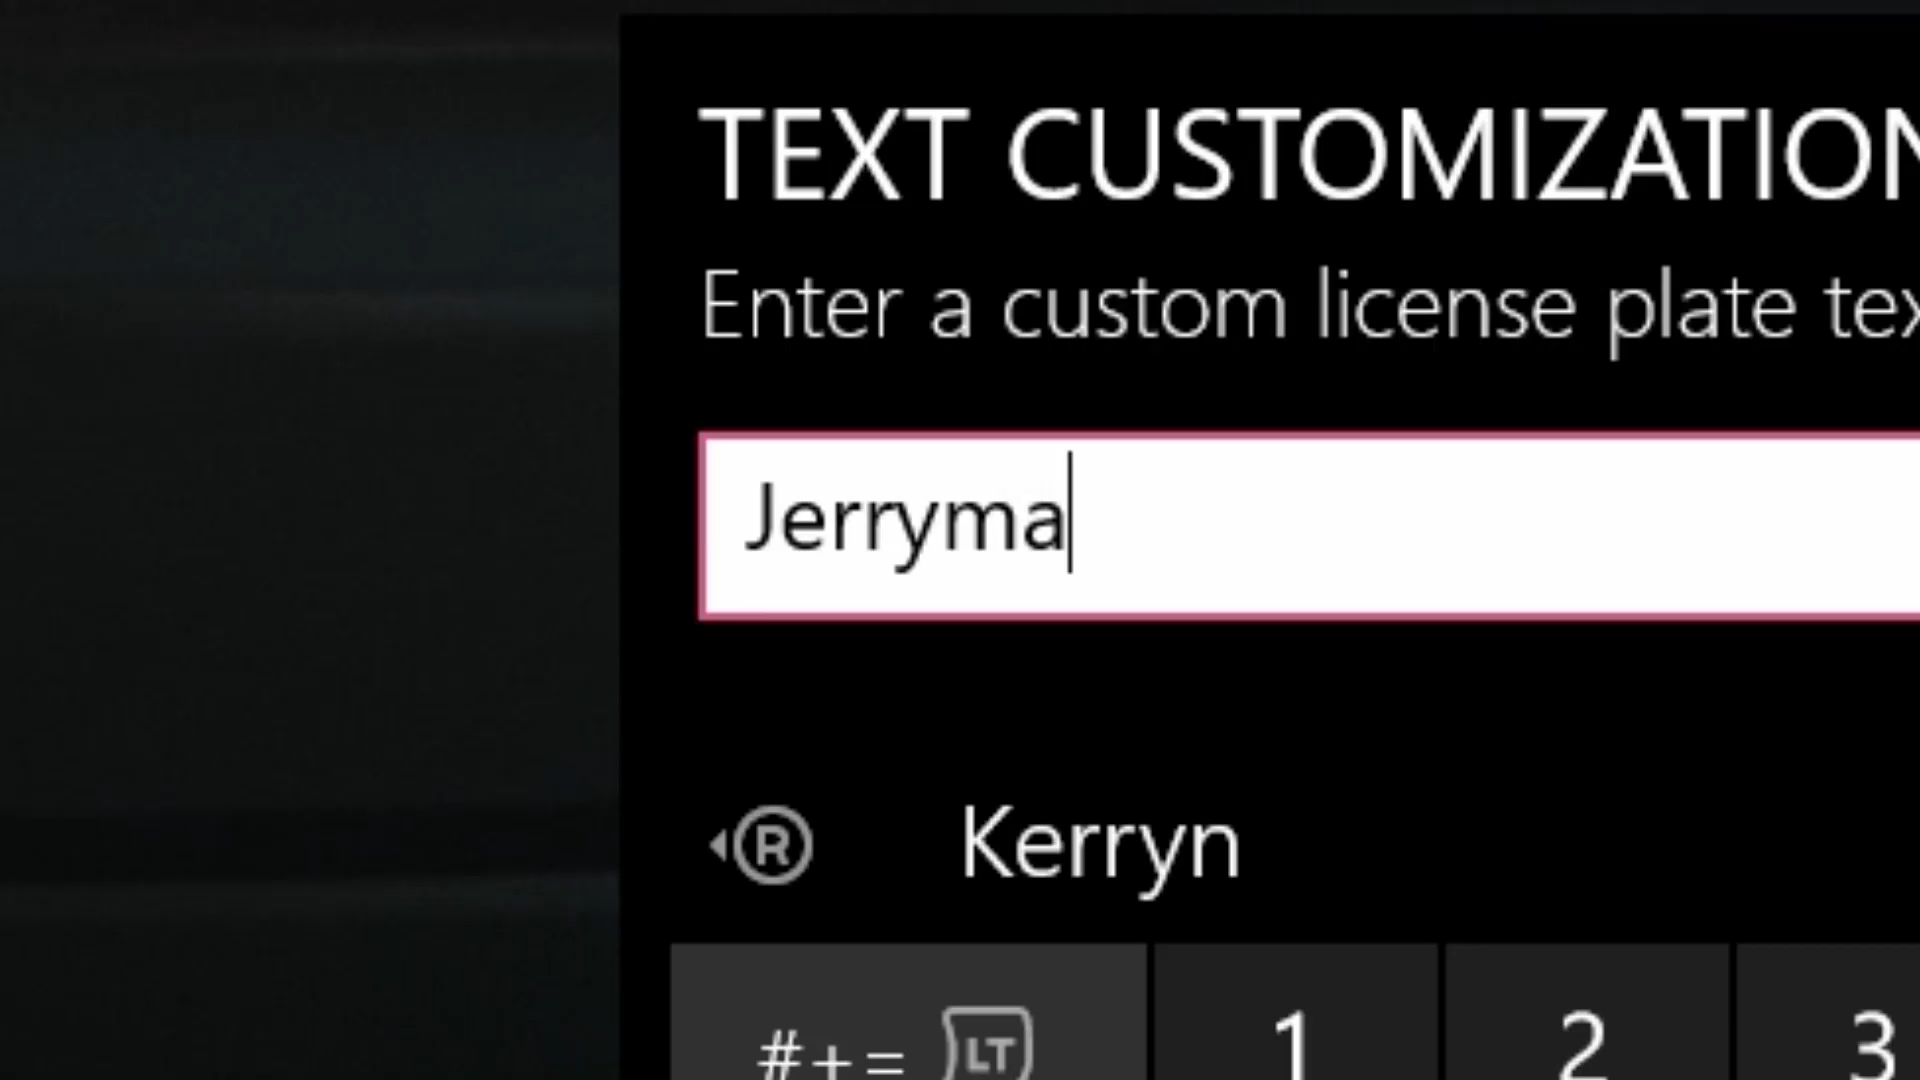 TEXT CUSTOMIZATION
Enter a custom license plate tex
Jerryma
R Kerryn
#+= LT 1 2 3